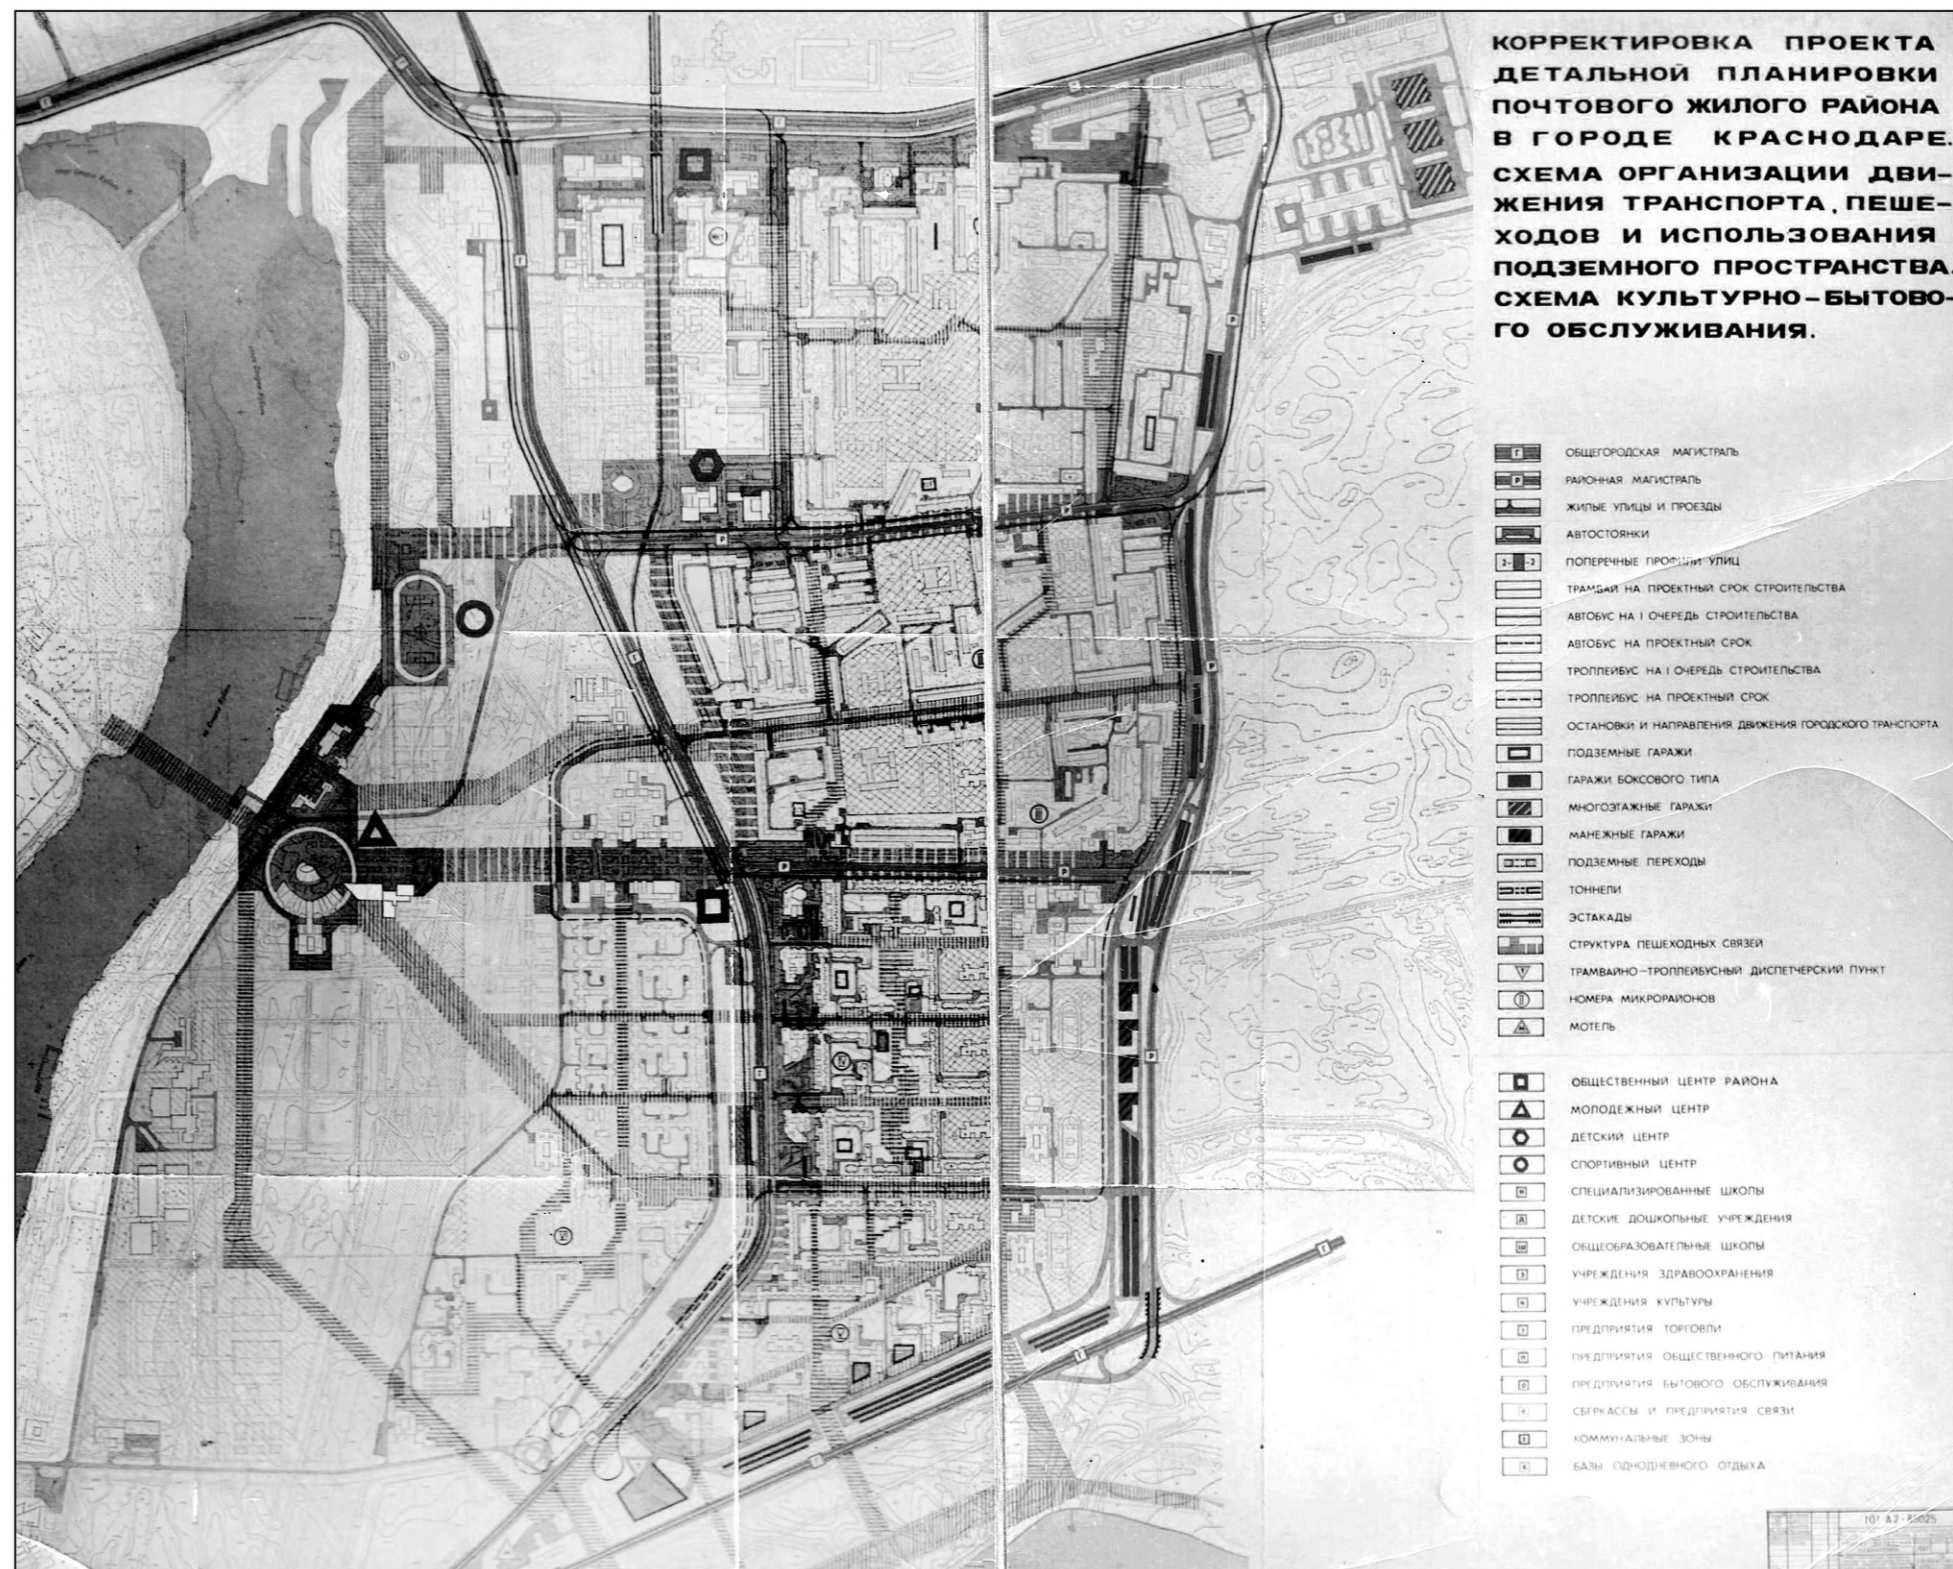 КОРРЕКТИРОВКА ПРОЕКТА
ДЕТАЛЬНОЙ ПЛАНИРОВКИ
ПОЧТОВОГО ЖИЛОГО РАЙОНА
В ГОРОДЕ КРАСНОДАРЕ.
СХЕМА ОРГАНИЗАЦИИ ДВИ-
ЖЕНИЯ ТРАНСПОРТА, ПЕШЕ-
ХОДОВ И ИСПОЛЬЗОВАНИЯ
ПОДЗЕМНОГО ПРОСТРАНСТВА.
СХЕМА КУЛЬТУРНО-БЫТОВО-
ГО ОБСЛУЖИВАНИЯ.
Г ОБЩЕГОРОДСКАЯ МАГИСТРАЛЬ
Р РАЙОННАЯ МАГИСТРАЛЬ
ЖИЛЫЕ УЛИЦЫ И ПРОЕЗДЫ
АВТОСТОЯНКИ
2-2 ПОПЕРЕЧНЫЕ ПРОФИЛИ УЛИЦ
ТРАМВАЙ НА ПРОЕКТНЫЙ СРОК СТРОИТЕЛЬСТВА
АВТОБУС НА I ОЧЕРЕДЬ СТРОИТЕЛЬСТВА
АВТОБУС НА ПРОЕКТНЫЙ СРОК
ТРОЛЛЕЙБУС НА I ОЧЕРЕДЬ СТРОИТЕЛЬСТВА
ТРОЛЛЕЙБУС НА ПРОЕКТНЫЙ СРОК
ОСТАНОВКИ И НАПРАВЛЕНИЯ ДВИЖЕНИЯ ГОРОДСКОГО ТРАНСПОРТА
ПОДЗЕМНЫЕ ГАРАЖИ
ГАРАЖИ БОКСОВОГО ТИПА
МНОГОЭТАЖНЫЕ ГАРАЖИ
МАНЕЖНЫЕ ГАРАЖИ
ПОДЗЕМНЫЕ ПЕРЕХОДЫ
ТОННЕЛИ
ЭСТАКАДЫ
СТРУКТУРА ПЕШЕХОДНЫХ СВЯЗЕЙ
ТРАМВАЙНО-ТРОЛЛЕЙБУСНЫЙ ДИСПЕТЧЕРСКИЙ ПУНКТ
II НОМЕРА МИКРОРАЙОНОВ
М МОТЕЛЬ
ОБЩЕСТВЕННЫЙ ЦЕНТР РАЙОНА
МОЛОДЕЖНЫЙ ЦЕНТР
ДЕТСКИЙ ЦЕНТР
СПОРТИВНЫЙ ЦЕНТР
СПЕЦИАЛИЗИРОВАННЫЕ ШКОЛЫ
Д ДЕТСКИЕ ДОШКОЛЬНЫЕ УЧРЕЖДЕНИЯ
Ш ОБЩЕОБРАЗОВАТЕЛЬНЫЕ ШКОЛЫ
УЧРЕЖДЕНИЯ ЗДРАВООХРАНЕНИЯ
УЧРЕЖДЕНИЯ КУЛЬТУРЫ
ПРЕДПРИЯТИЯ ТОРГОВЛИ
ПРЕДПРИЯТИЯ ОБЩЕСТВЕННОГО ПИТАНИЯ
ПРЕДПРИЯТИЯ БЫТОВОГО ОБСЛУЖИВАНИЯ
СБЕРКАССЫ И ПРЕДПРИЯТИЯ СВЯЗИ
КОММУНАЛЬНЫЕ ЗОНЫ
БАЗЫ ОДНОДНЕВНОГО ОТДЫХА